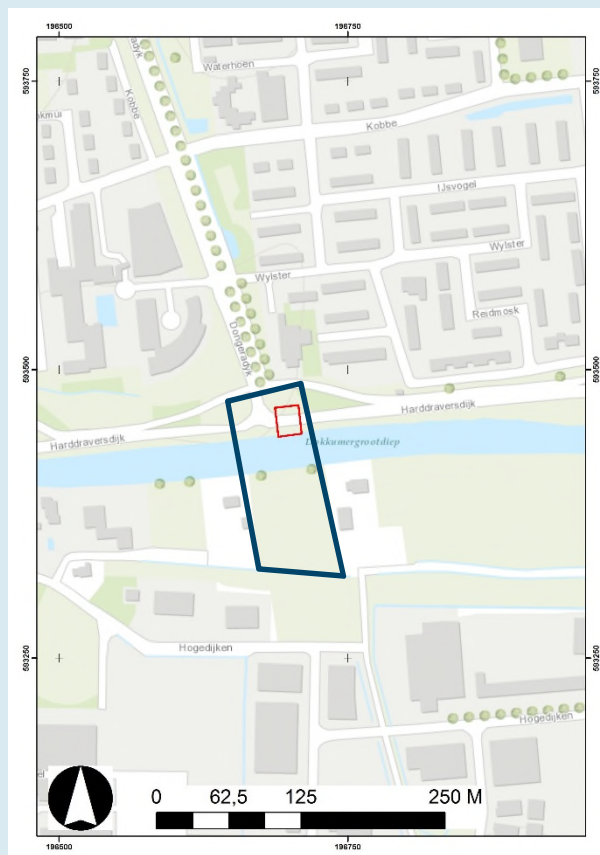 196500
196750
593750
593750
Waterhoen
Kobbe
Kobbe
IJsvogel
Wylster
Wylster
Reidmosk
Dongeradyk
593500
593500
Harddraversdijk
Harddraversdijk
Hogedijken
593250
593250
Hogedijken
0 62,5 125 250 M
196500
196750